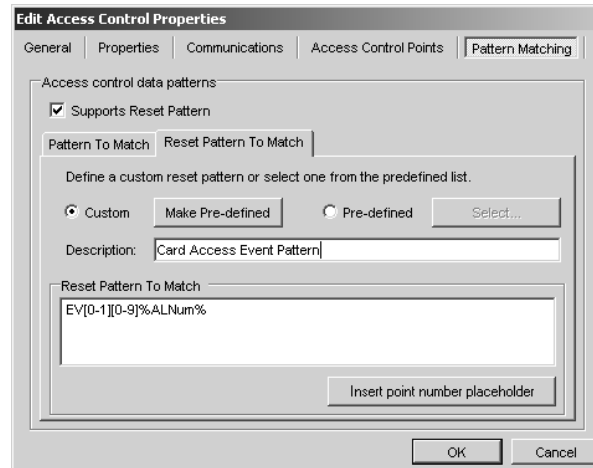 Edit Access Control Properties
General Properties Communications Access Control Points Pattern Matching
Access control data patterns
Supports Reset Pattern
Pattern To Match Reset Pattern To Match
Define a custom reset pattern or select one from the predefined list.
Custom Make Pre-defined Pre-defined Select...
Description: Card Access Event Pattern
Reset Pattern To Match
EV[0-1][0-9]%ALNum%
Insert point number placeholder
OK Cancel